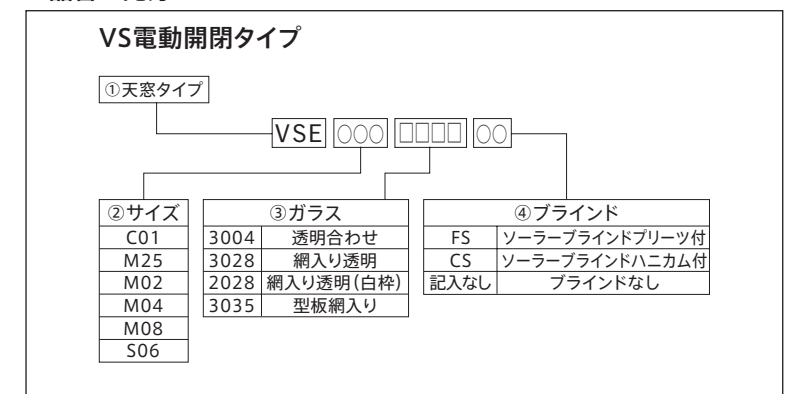 VS電動開閉タイプ
①天窓タイプ
VSE ○○○ □□□□ ○○
②サイズ
C01
M25
M02
M04
M08
S06
③ガラス
3004 透明合わせ
3028 網入り透明
2028 網入り透明(白枠)
3035 型板網入り
④ブラインド
FS ソーラーブラインドプリーツ付
CS ソーラーブラインドハニカム付
記入なし ブラインドなし